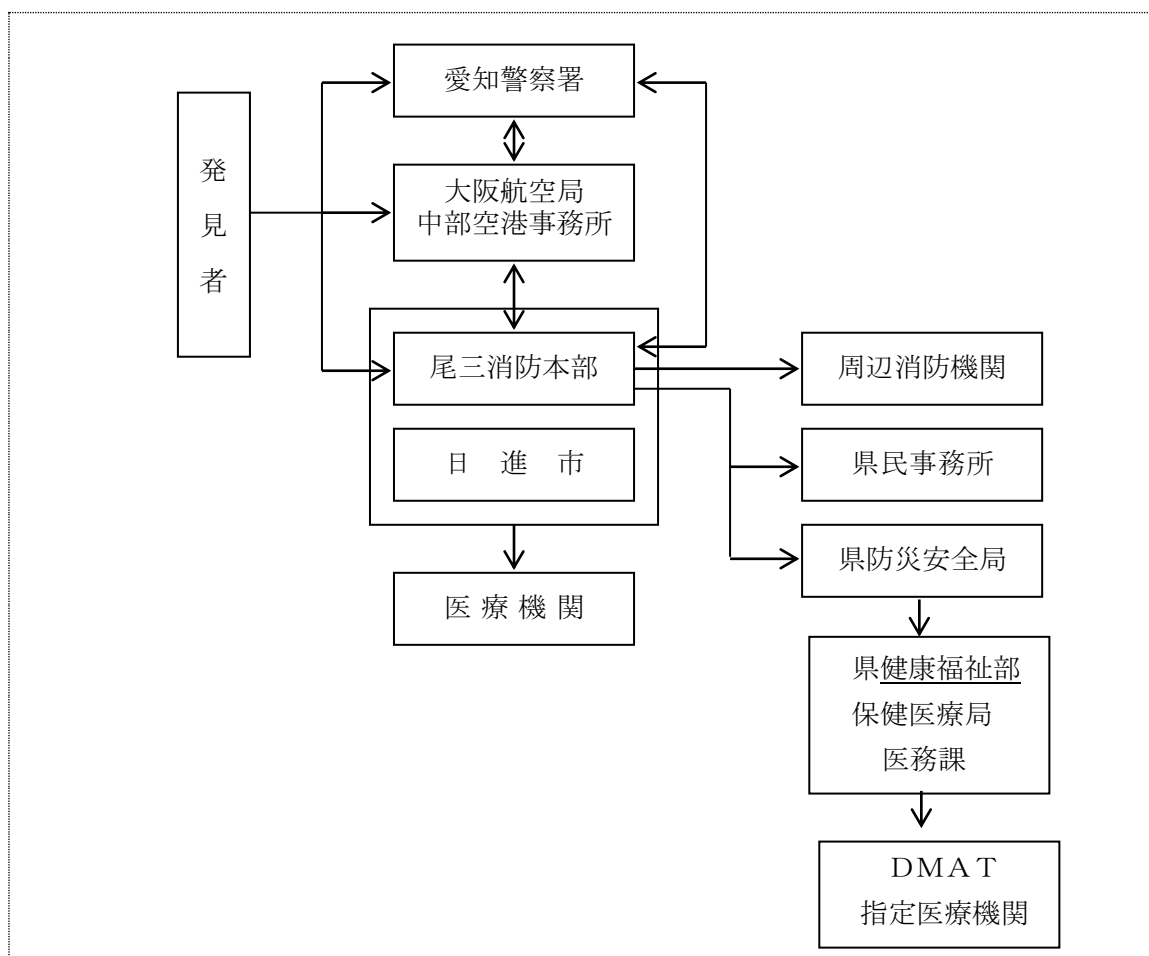 愛知警察署
発見者
大阪航空局
中部空港事務所
尾三消防本部
周辺消防機関
日　進　市
県民事務所
県防災安全局
医 療 機 関
県健康福祉部
保健医療局
医務課
ＤＭＡＴ
指定医療機関